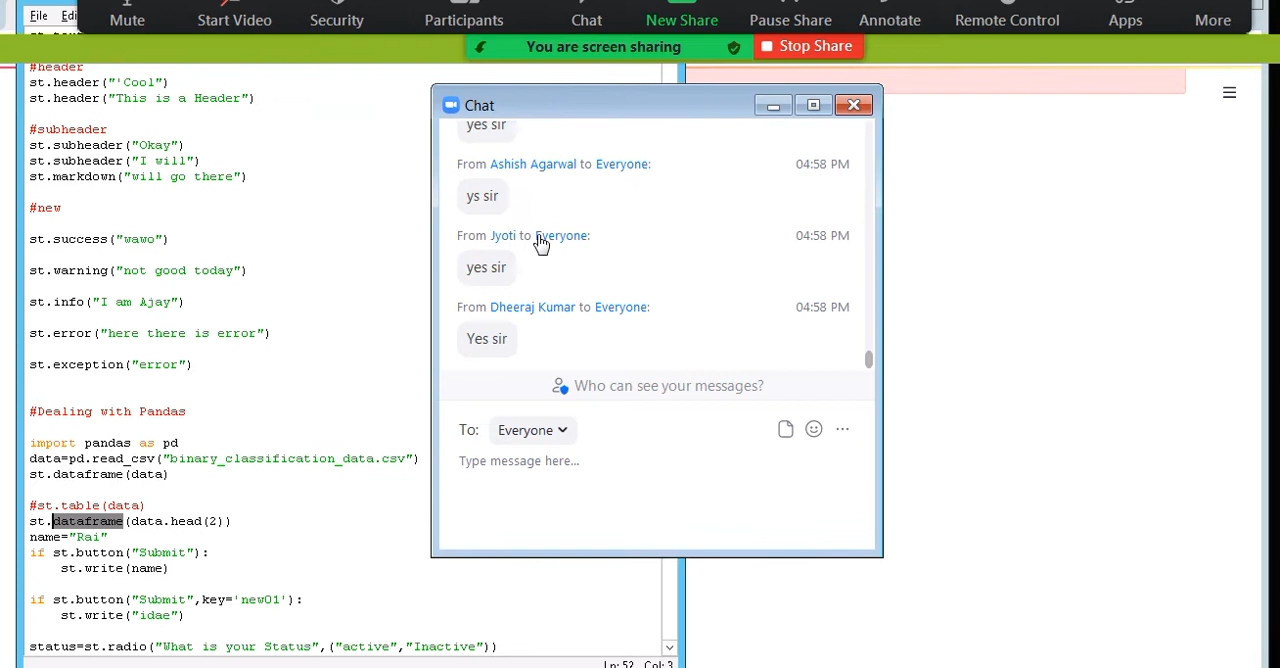 Mute Start Video Security Participants Chat New Share Pause Share Annotate Remote Control Apps More
You are screen sharing Stop Share
File
#header
st.header("'Cool")
st.header("This is a Header")
#subheader
st.subheader("Okay")
st.subheader("I will")
st.markdown("will go there")
#new
st.success("wawo")
st.warning("not good today")
st.info("I am Ajay")
st.error("here there is error")
st.exception("error")
#Dealing with Pandas
import pandas as pd
data=pd.read_csv("binary_classification_data.csv")
st.dataframe(data)
#st.table(data)
st.dataframe(data.head(2))
name="Rai"
if st.button("Submit"):
st.write(name)
if st.button("Submit",key='new01'):
st.write("idae")
status=st.radio("What is your Status",("active","Inactive"))
Ln: 52 Col: 3
Chat
yes sir
From Ashish Agarwal to Everyone: 04:58 PM
ys sir
From Jyoti to Everyone: 04:58 PM
yes sir
From Dheeraj Kumar to Everyone: 04:58 PM
Yes sir
Who can see your messages?
To: Everyone
Type message here...